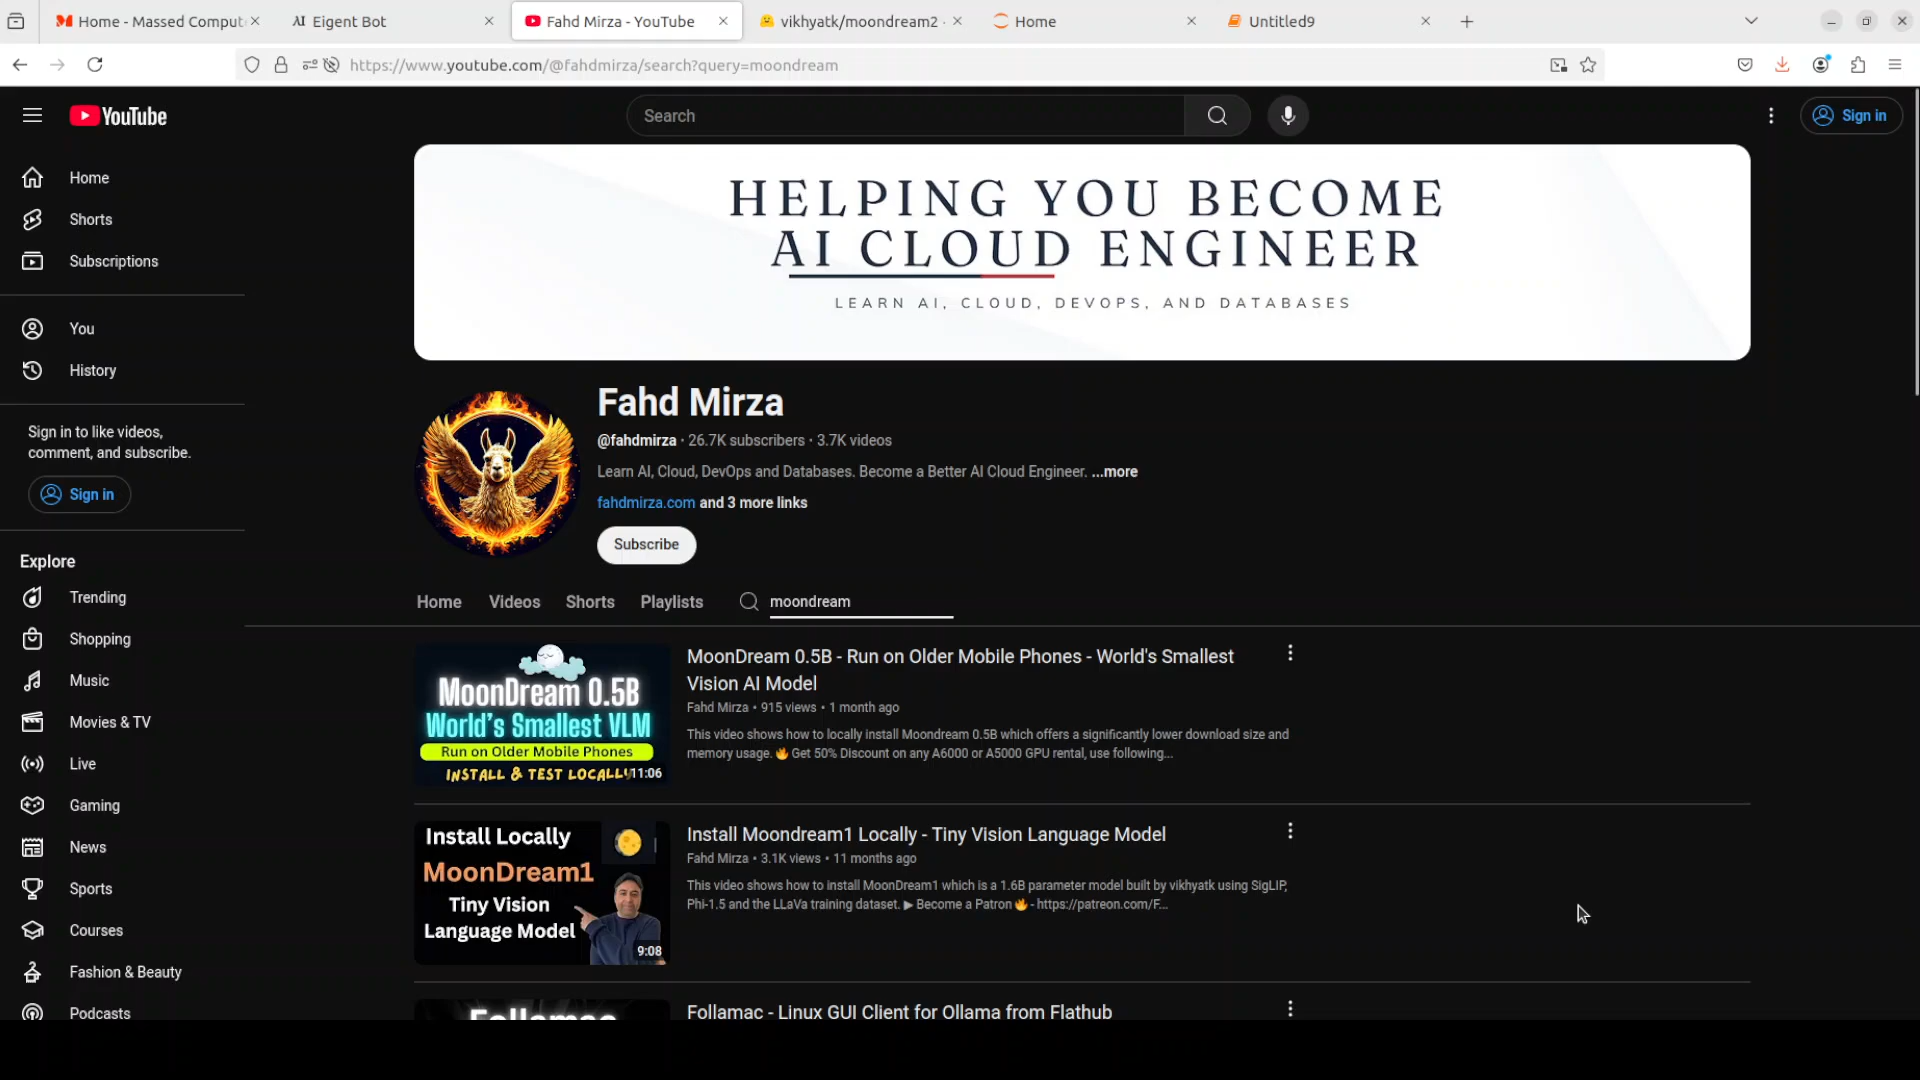 Home - Massed Comput
Eigent Bot
Fahd Mirza - YouTube
vikhyatk/moondream2 -
Home
Untitled9
https://www.youtube.com/@fahdmirza/search?query=moondream
YouTube
Search
Sign in
Home
Shorts
Subscriptions
You
History
Sign in to like videos,
comment, and subscribe.
Sign in
Explore
Trending
Shopping
Music
Movies & TV
Live
Gaming
News
Sports
Courses
Fashion & Beauty
Podcasts
HELPING YOU BECOME
AI CLOUD ENGINEER
LEARN AI, CLOUD, DEVOPS, AND DATABASES
Fahd Mirza
@fahdmirza · 26.7K subscribers · 3.7K videos
Learn AI, Cloud, DevOps and Databases. Become a Better AI Cloud Engineer. ...more
fahdmirza.com and 3 more links
Subscribe
Home Videos Shorts Playlists moondream
MoonDream 0.5B
World's Smallest VLM
Run on Older Mobile Phones
INSTALL & TEST LOCALLY
11:06
MoonDream 0.5B - Run on Older Mobile Phones - World's Smallest
Vision AI Model
Fahd Mirza • 915 views • 1 month ago
This video shows how to locally install Moondream 0.5B which offers a significantly lower download size and
memory usage. 🔥 Get 50% Discount on any A6000 or A5000 GPU rental, use following...
Install Locally
MoonDream1
Tiny Vision
Language Model
9:08
Install Moondream1 Locally - Tiny Vision Language Model
Fahd Mirza • 3.1K views • 11 months ago
This video shows how to install MoonDream1 which is a 1.6B parameter model built by vikhyatk using SigLIP,
Phi-1.5 and the LLaVa training dataset. ▶ Become a Patron 🔥 - https://patreon.com/F...
Follamac
Follamac - Linux GUI Client for Ollama from Flathub